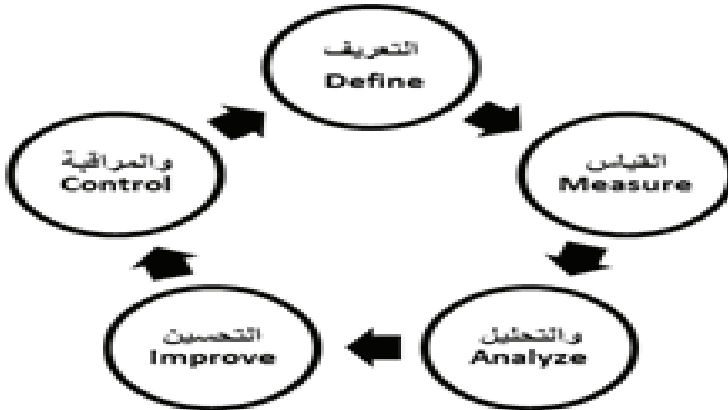 التعريف
Define
القياس
Measure
والتحليل
Analyze
التحسين
Improve
والمراقبة
Control